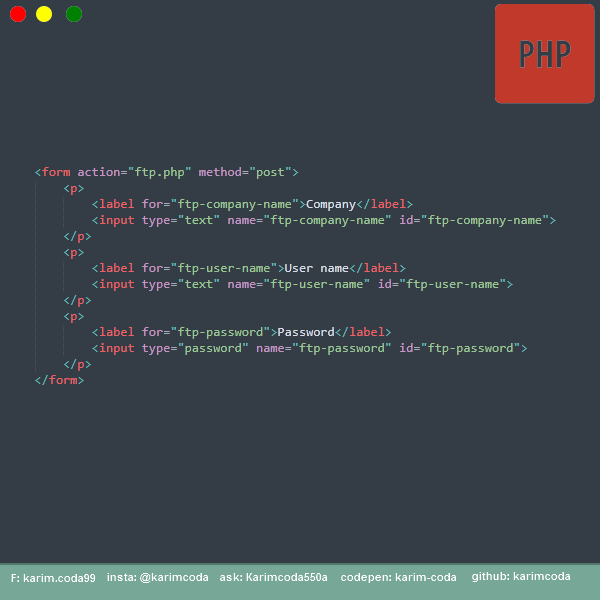 PHP
<form action="ftp.php" method="post">
<p>
<label for="ftp-company-name">Company</label>
<input type="text" name="ftp-company-name" id="ftp-company-name">
</p>
<p>
<label for="ftp-user-name">User name</label>
<input type="text" name="ftp-user-name" id="ftp-user-name">
</p>
<p>
<label for="ftp-password">Password</label>
<input type="password" name="ftp-password" id="ftp-password">
</p>
</form>
F: karim.coda99 insta: @karimcoda ask: Karimcoda550a codepen: karim-coda github: karimcoda